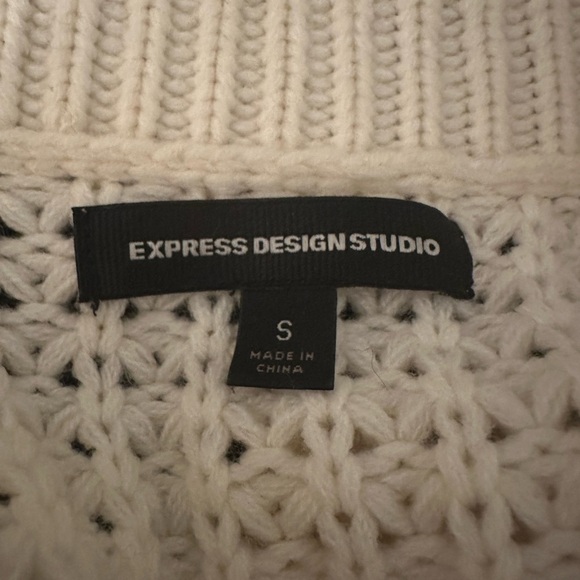 EXPRESS DESIGN STUDIO
S
MADE IN
CHINA